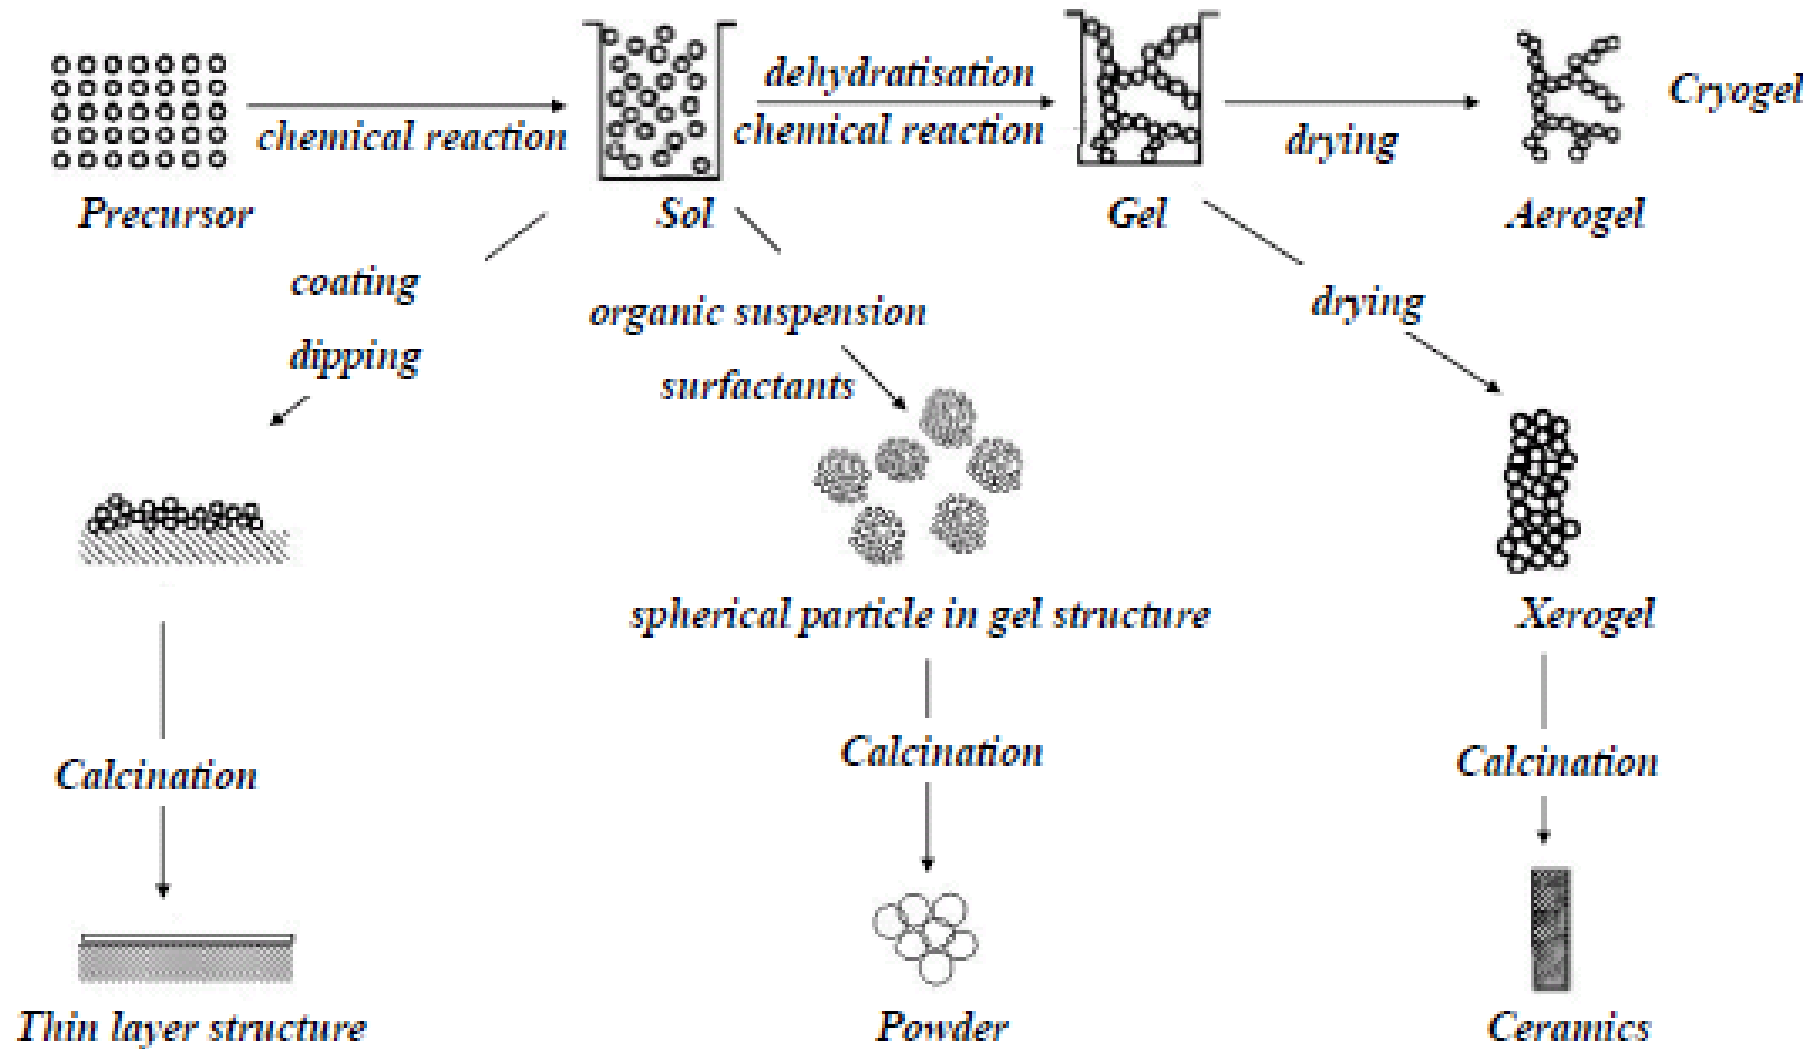 dehydratisation
Cryogel
chemical reaction
chemical reaction
drying
Precursor
Sol
Gel
Aerogel
coating
organic suspension
drying
dipping
surfactants
spherical particle in gel structure
Xerogel
Calcination
Calcination
Calcination
Thin layer structure
Powder
Ceramics